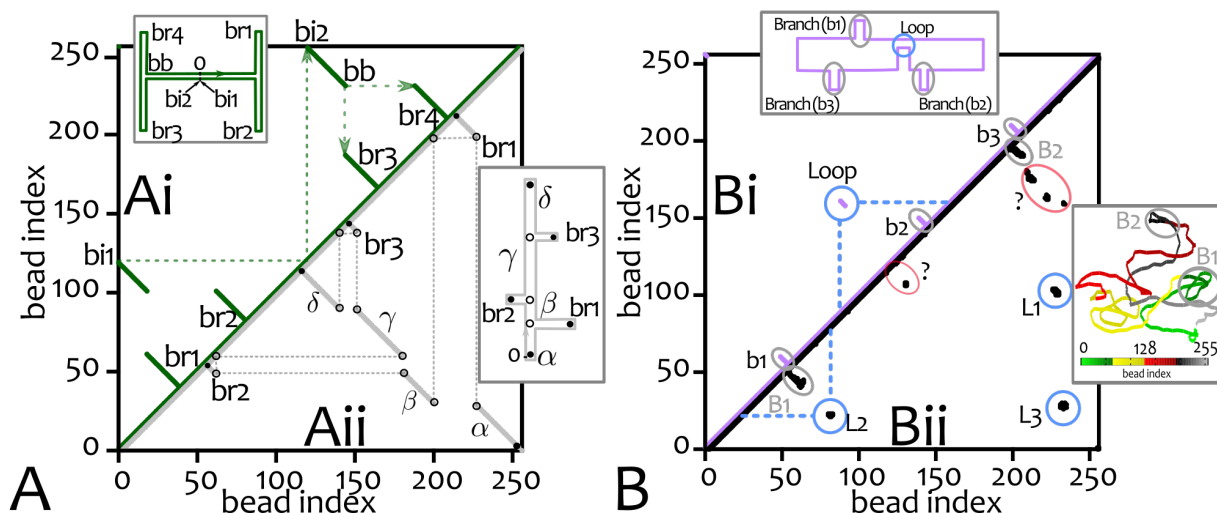 br4
br1
bb
0
bi2
bi1
br3
br2
bi2
bb
br4
br1
br3
Ai
bi1
br2
br1
br2
br3
δ
γ
β
α
Aii
δ
γ
br3
br2
β
br1
0
α
250
200
150
100
50
0
bead index
0 50 100 150 200 250
bead index
A
Branch (b1)
Loop
Branch (b3)
Branch (b2)
b3
B2
Loop
?
Bi
b2
?
b1
B1
L2
L1
L3
Bii
B2
B1
0 128 255
bead index
250
200
150
100
50
0
bead index
0 50 100 150 200 250
bead index
B